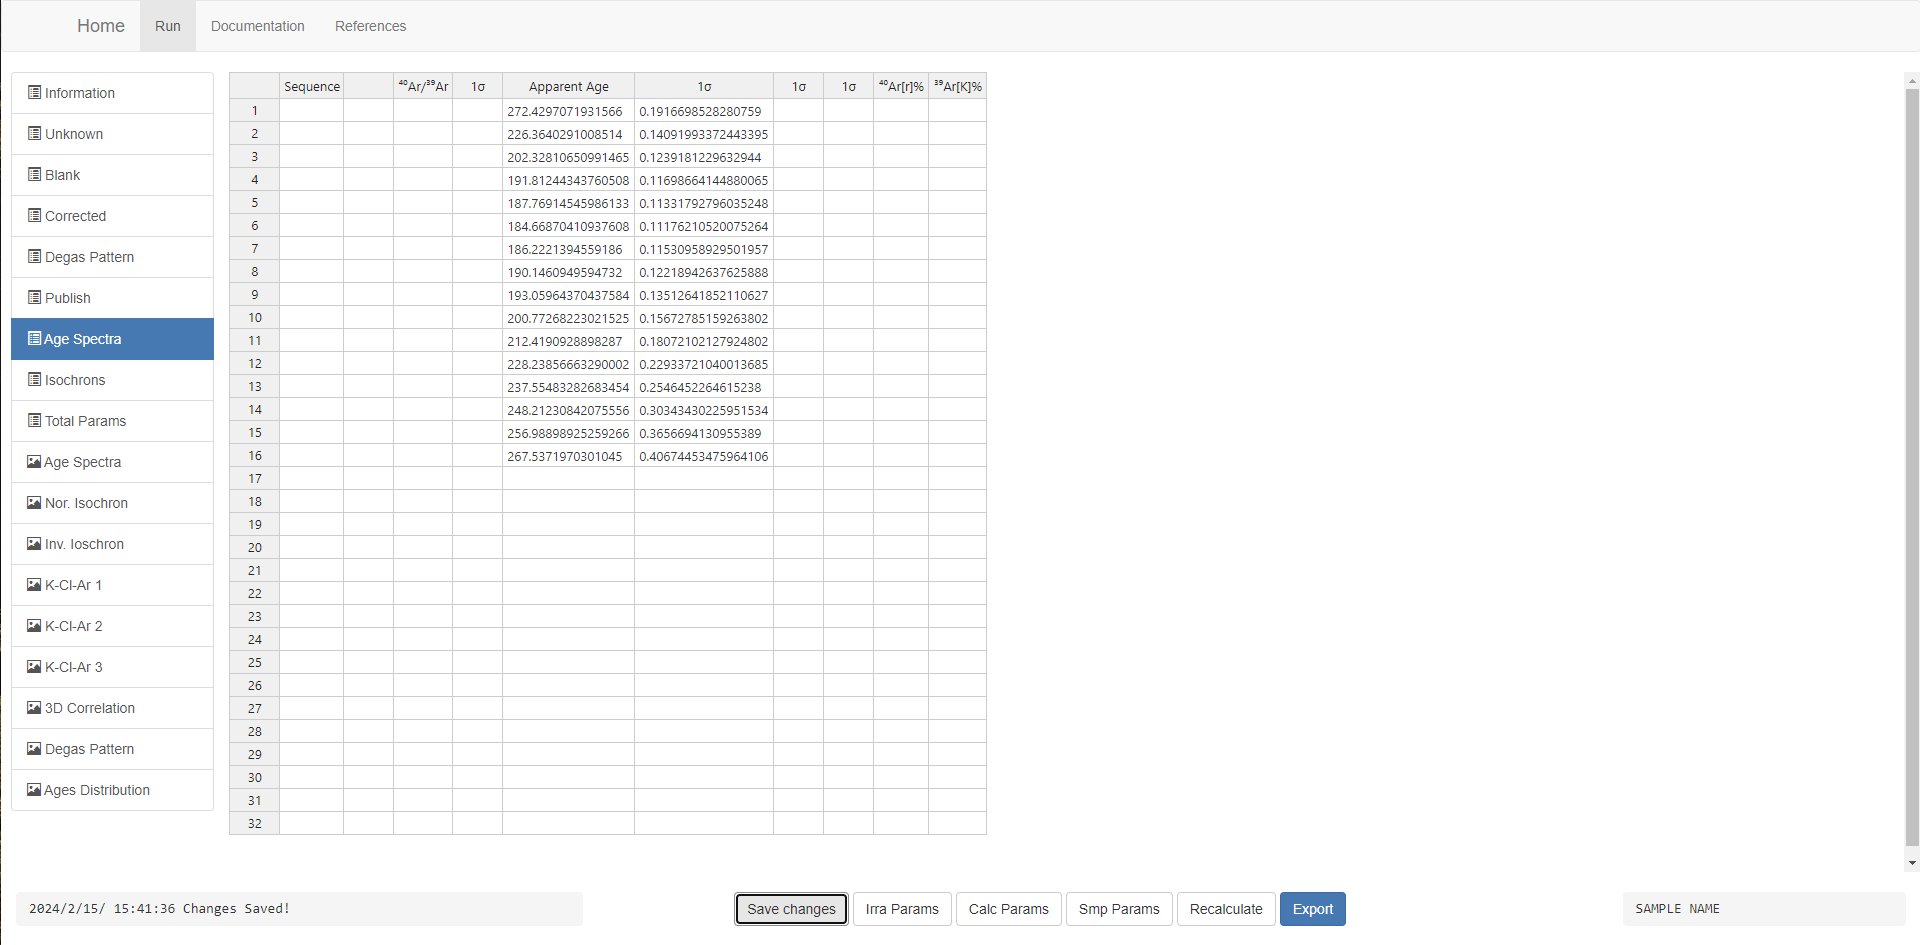 Home Run Documentation References
Information
Unknown
Blank
Corrected
Degas Pattern
Publish
Age Spectra
Isochrons
Total Params
Age Spectra
Nor. Isochron
Inv. Ioschron
K-Cl-Ar 1
K-Cl-Ar 2
K-Cl-Ar 3
3D Correlation
Degas Pattern
Ages Distribution
Sequence ⁴⁰Ar/³⁹Ar 1σ Apparent Age 1σ 1σ 1σ ⁴⁰Ar[r]% ³⁹Ar[K]%
1 272.4297071931566 0.1916698528280759
2 226.3640291008514 0.14091993372443395
3 202.32810650991465 0.1239181229632944
4 191.81244343760508 0.11698664144880065
5 187.76914545986133 0.11331792796035248
6 184.66870410937608 0.11176210520075264
7 186.2221394559186 0.11530958929501957
8 190.1460949594732 0.12218942637625888
9 193.05964370437584 0.13512641852110627
10 200.77268223021525 0.15672785159263802
11 212.4190928898287 0.18072102127924802
12 228.23856663290002 0.22933721040013685
13 237.55483282683454 0.2546452264615238
14 248.21230842075556 0.30343430225951534
15 256.98898925259266 0.3656694130955389
16 267.5371970301045 0.40674453475964106
17
18
19
20
21
22
23
24
25
26
27
28
29
30
31
32
2024/2/15/ 15:41:36 Changes Saved! Save changes Irra Params Calc Params Smp Params Recalculate Export SAMPLE NAME